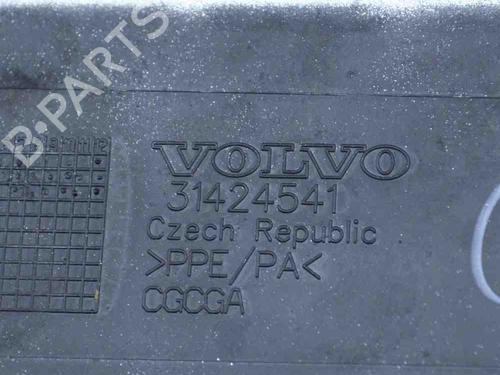 B-PARTS
VOLVO
31424541
Czech Republic
>PPE/PA<
CGCGA